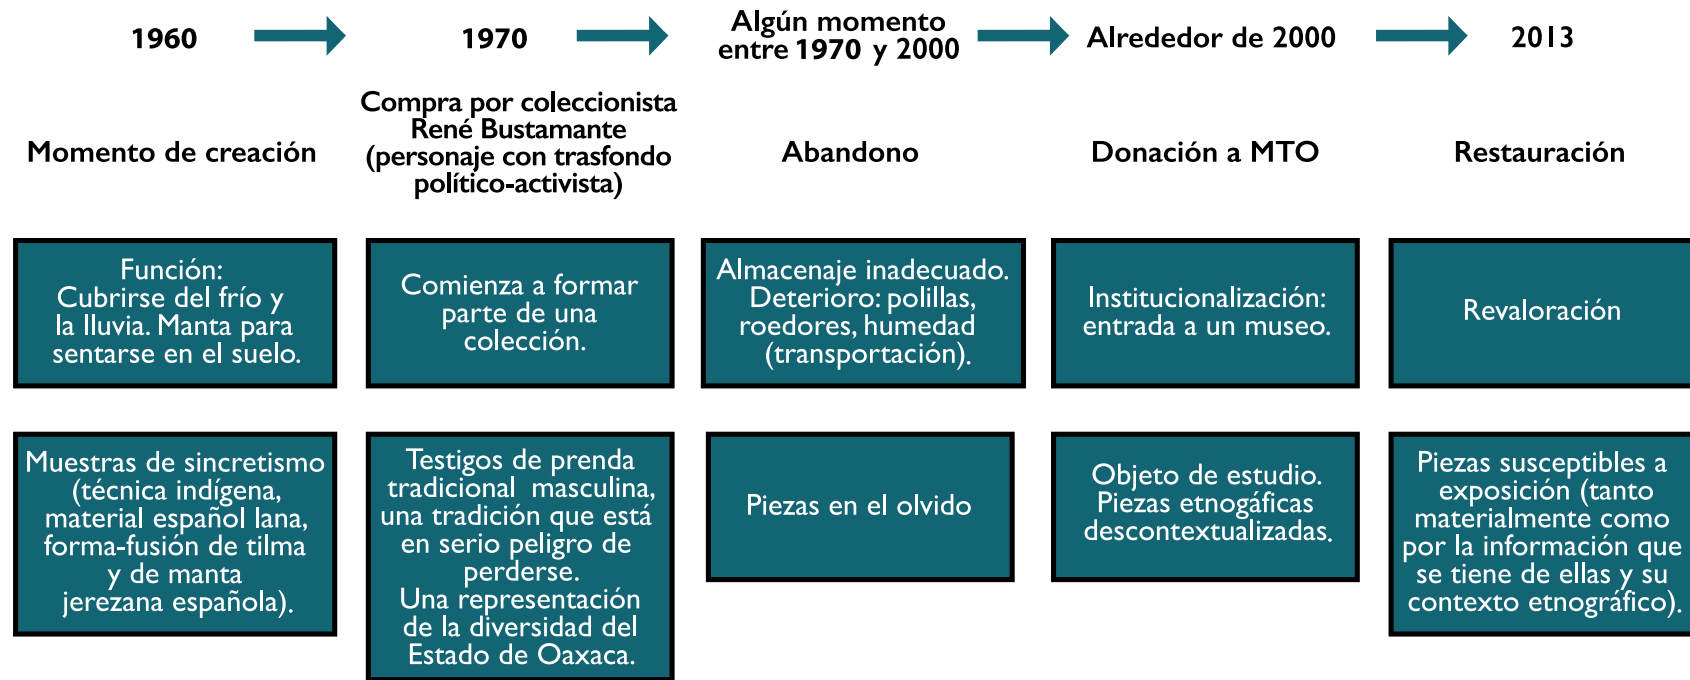 1960
1970
Algún momento
entre 1970 y 2000
Alrededor de 2000
2013
Momento de creación
Compra por coleccionista
René Bustamante
(personaje con trasfondo
político-activista)
Abandono
Donación a MTO
Restauración
Función:
Cubrirse del frío y
la lluvia. Manta para
sentarse en el suelo.
Comienza a formar
parte de una
colección.
Almacenaje inadecuado.
Deterioro: polillas,
roedores, humedad
(transportación).
Institucionalización:
entrada a un museo.
Revaloración
Muestras de sincretismo
(técnica indígena,
material español lana,
forma-fusión de tilma
y de manta
jerezana española).
Testigos de prenda
tradicional masculina,
una tradición que está
en serio peligro de
perderse.
Una representación
de la diversidad del
Estado de Oaxaca.
Piezas en el olvido
Objeto de estudio.
Piezas etnogáficas
descontextualizadas.
Piezas susceptibles a
exposición (tanto
materialmente como
por la información que
se tiene de ellas y su
contexto etnográfico).